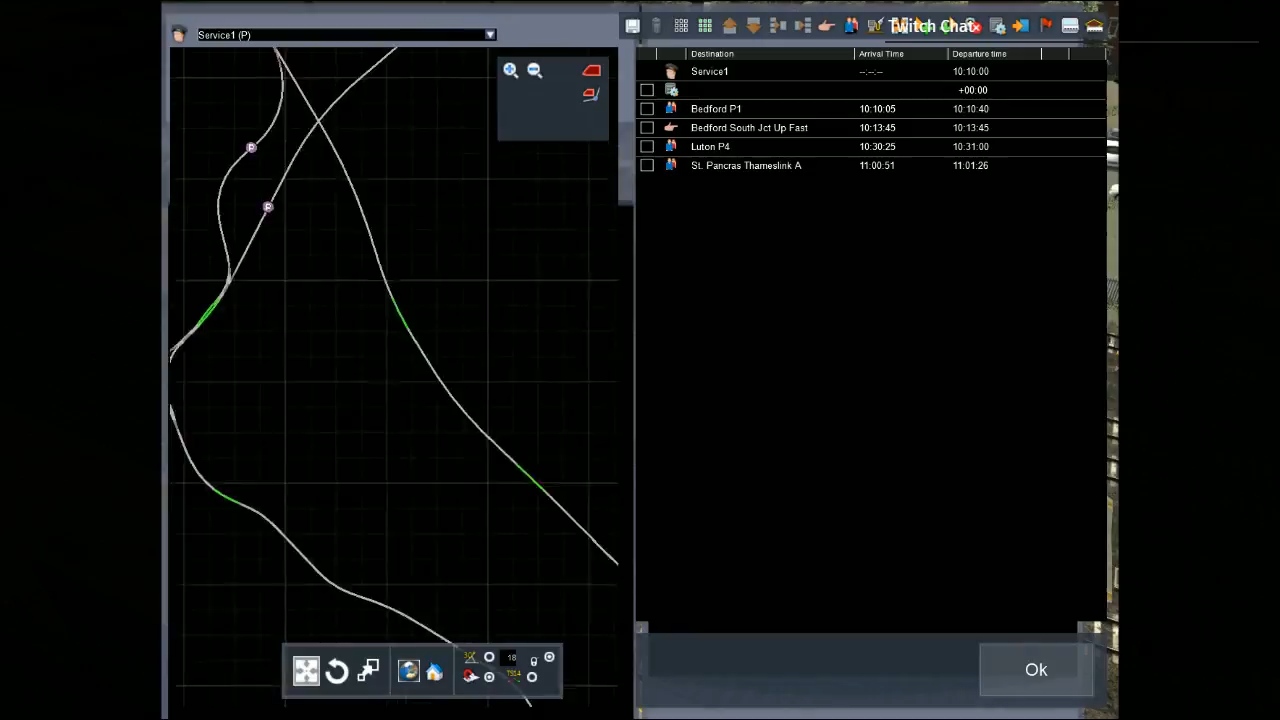 Service1 (P)
Twitch Chat
Destination Arrival Time Departure time
Service1 --:--:-- 10:10:00
+00:00
Bedford P1 10:10:05 10:10:40
Bedford South Jct Up Fast 10:13:45 10:13:45
Luton P4 10:30:25 10:31:00
St. Pancras Thameslink A 11:00:51 11:01:26
P
P
18
Ok